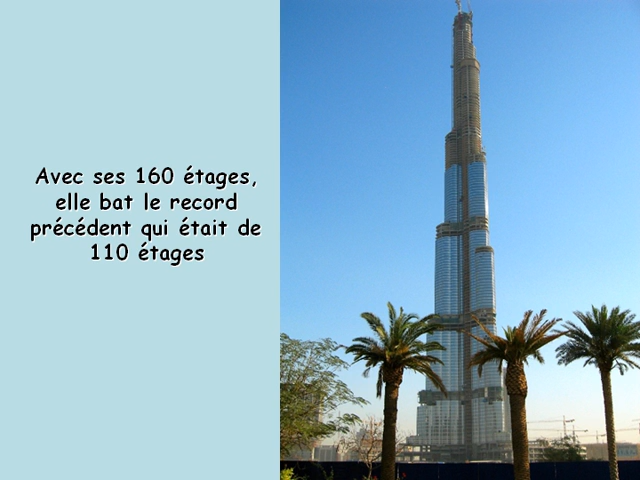 Avec ses 160 étages,
elle bat le record
précédent qui était de
110 étages